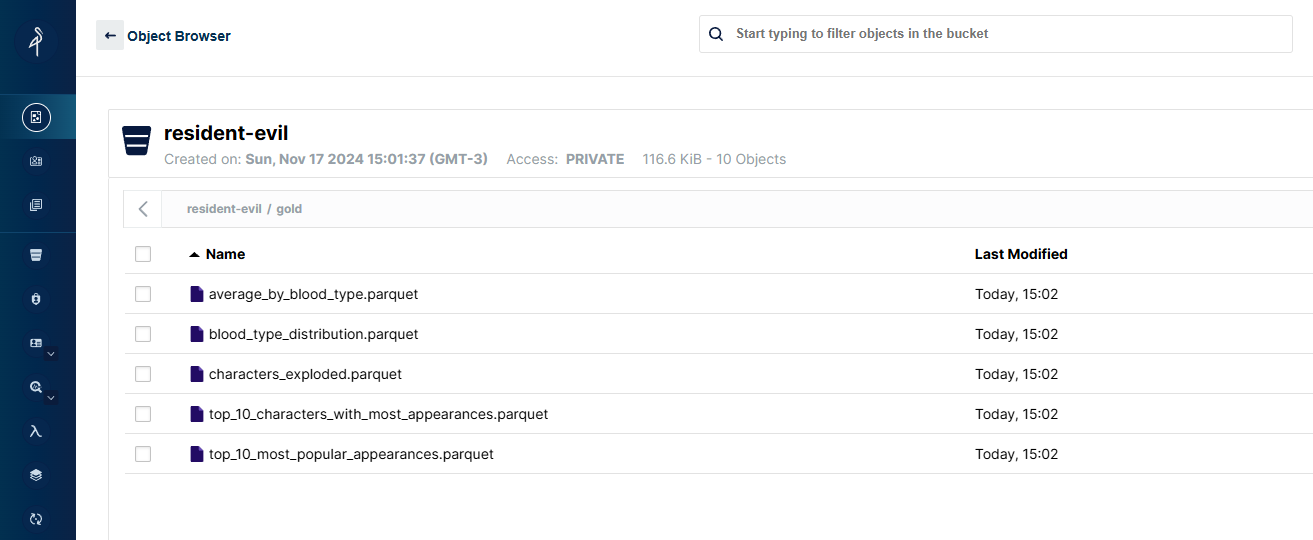 Object Browser
Start typing to filter objects in the bucket
resident-evil
Created on: Sun, Nov 17 2024 15:01:37 (GMT-3) Access: PRIVATE 116.6 KiB - 10 Objects
resident-evil / gold
Name Last Modified
average_by_blood_type.parquet Today, 15:02
blood_type_distribution.parquet Today, 15:02
characters_exploded.parquet Today, 15:02
top_10_characters_with_most_appearances.parquet Today, 15:02
top_10_most_popular_appearances.parquet Today, 15:02